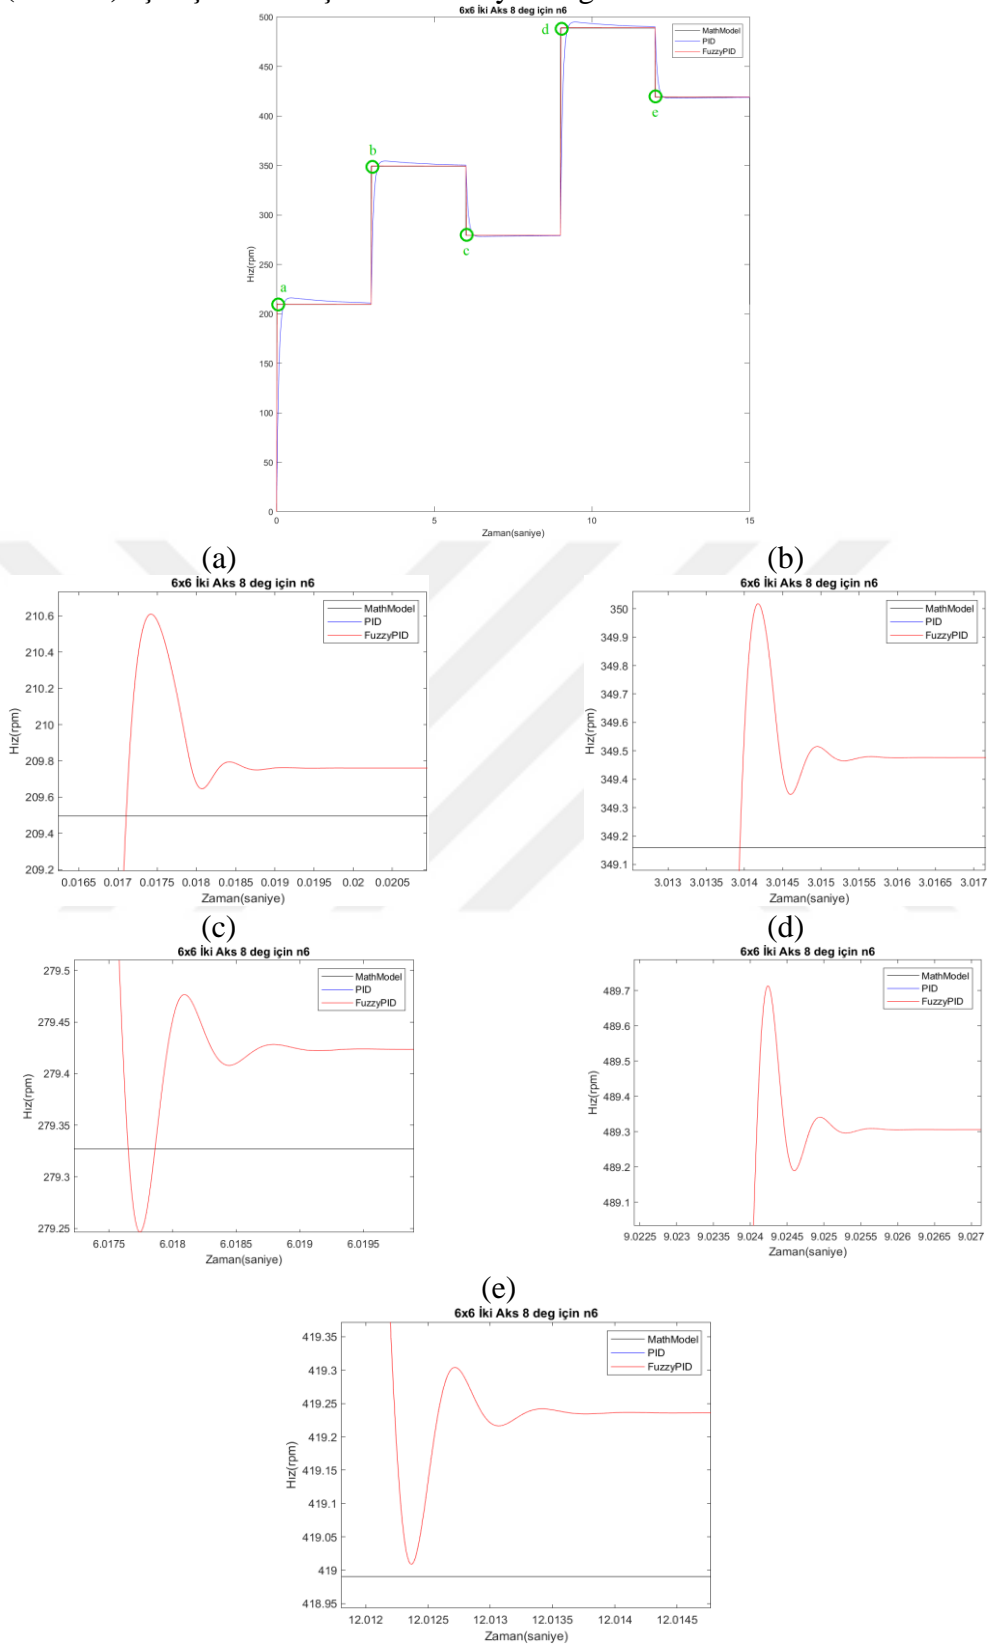 6x6 İki Aks 8 deg için n6
MathModel
PID
FuzzyPID
500
450
400
350
300
250
200
150
100
50
0
Hız(rpm)
a
b
c
d
e
0 5 10 15
Zaman(saniye)
(a)
6x6 İki Aks 8 deg için n6
MathModel
PID
FuzzyPID
210.6
210.4
210.2
210
209.8
209.6
209.4
209.2
Hız(rpm)
0.0165 0.017 0.0175 0.018 0.0185 0.019 0.0195 0.02 0.0205
Zaman(saniye)
(b)
6x6 İki Aks 8 deg için n6
MathModel
PID
FuzzyPID
350
349.9
349.8
349.7
349.6
349.5
349.4
349.3
349.2
349.1
Hız(rpm)
3.013 3.0135 3.014 3.0145 3.015 3.0155 3.016 3.0165 3.017
Zaman(saniye)
(c)
6x6 İki Aks 8 deg için n6
MathModel
PID
FuzzyPID
279.5
279.45
279.4
279.35
279.3
279.25
Hız(rpm)
6.0175 6.018 6.0185 6.019 6.0195
Zaman(saniye)
(d)
6x6 İki Aks 8 deg için n6
MathModel
PID
FuzzyPID
489.7
489.6
489.5
489.4
489.3
489.2
489.1
Hız(rpm)
9.0225 9.023 9.0235 9.024 9.0245 9.025 9.0255 9.026 9.0265 9.027
Zaman(saniye)
(e)
6x6 İki Aks 8 deg için n6
MathModel
PID
FuzzyPID
419.35
419.3
419.25
419.2
419.15
419.1
419.05
419
418.95
Hız(rpm)
12.012 12.0125 12.013 12.0135 12.014 12.0145
Zaman(saniye)